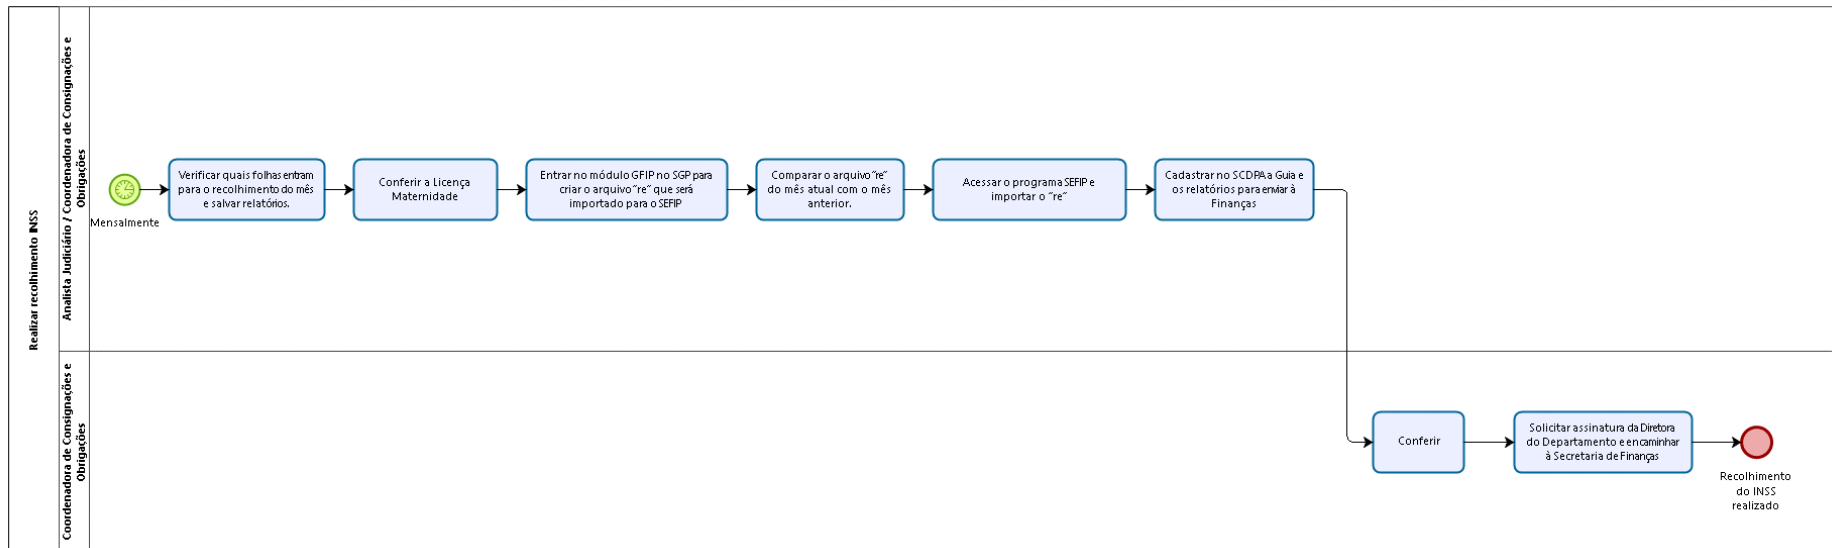 Realizar recolhimento INSS
Analista Judiciário / Coordenadora de Consignações e
Obrigações
Mensalmente
Verificar quais folhas entram
para o recolhimento do mês
e salvar relatórios.
Conferir a Licença
Maternidade
Entrar no módulo GFIP no SGP para
criar o arquivo "re" que será
importado para o SEFIP
Comparar o arquivo "re"
do mês atual com o mês
anterior.
Acessar o programa SEFIP e
importar o "re"
Cadastrar no SCDPA a Guia e
os relatórios para enviar à
Finanças
Coordenadora de Consignações e
Obrigações
Conferir
Solicitar assinatura da Diretora
do Departamento e encaminhar
à Secretaria de Finanças
Recolhimento
do INSS
realizado